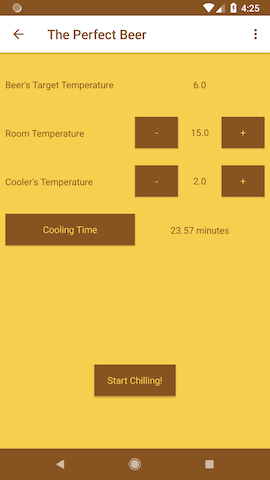 4:25
The Perfect Beer
Beer's Target Temperature 6.0
Room Temperature - 15.0 +
Cooler's Temperature - 2.0 +
Cooling Time 23.57 minutes
Start Chilling!